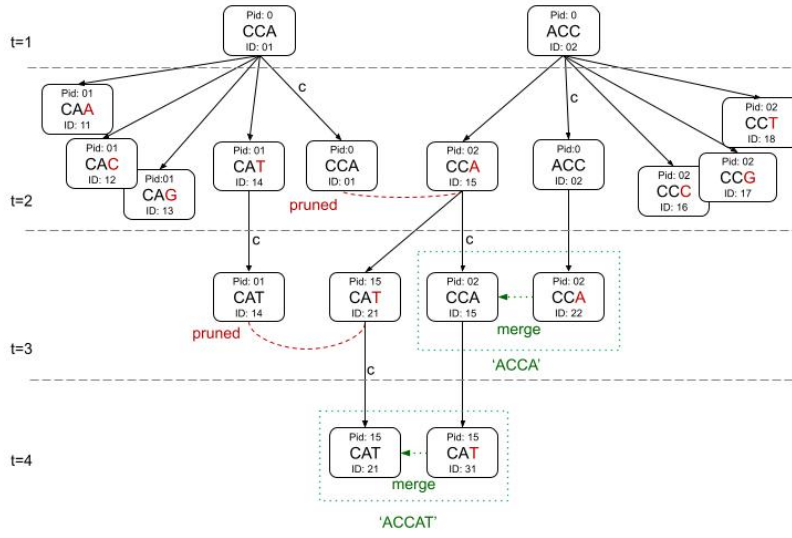 t=1
Pid: 0
CCA
ID: 01
Pid: 0
ACC
ID: 02
c
c
Pid: 01
CAA
ID: 11
Pid: 01
CAC
ID: 12
Pid:01
CAG
ID: 13
Pid: 01
CAT
ID: 14
Pid:0
CCA
ID: 01
Pid: 02
CCA
ID: 15
Pid:0
ACC
ID: 02
Pid: 02
CCC
ID: 16
Pid: 02
CCG
ID: 17
Pid: 02
CCT
ID: 18
t=2
pruned
c
c
Pid: 01
CAT
ID: 14
Pid: 15
CAT
ID: 21
Pid: 02
CCA
ID: 15
Pid: 02
CCA
ID: 22
pruned
merge
t=3
'ACCA'
c
t=4
Pid: 15
CAT
ID: 21
Pid: 15
CAT
ID: 31
merge
'ACCAT'